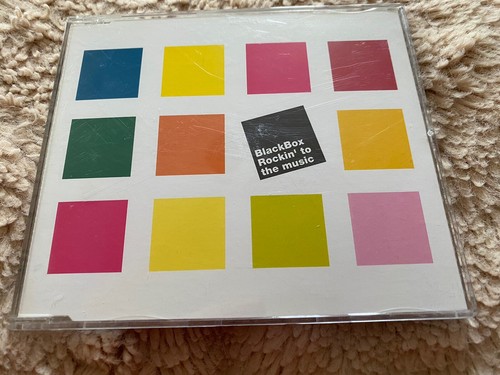 BlackBox
Rockin' to
the music